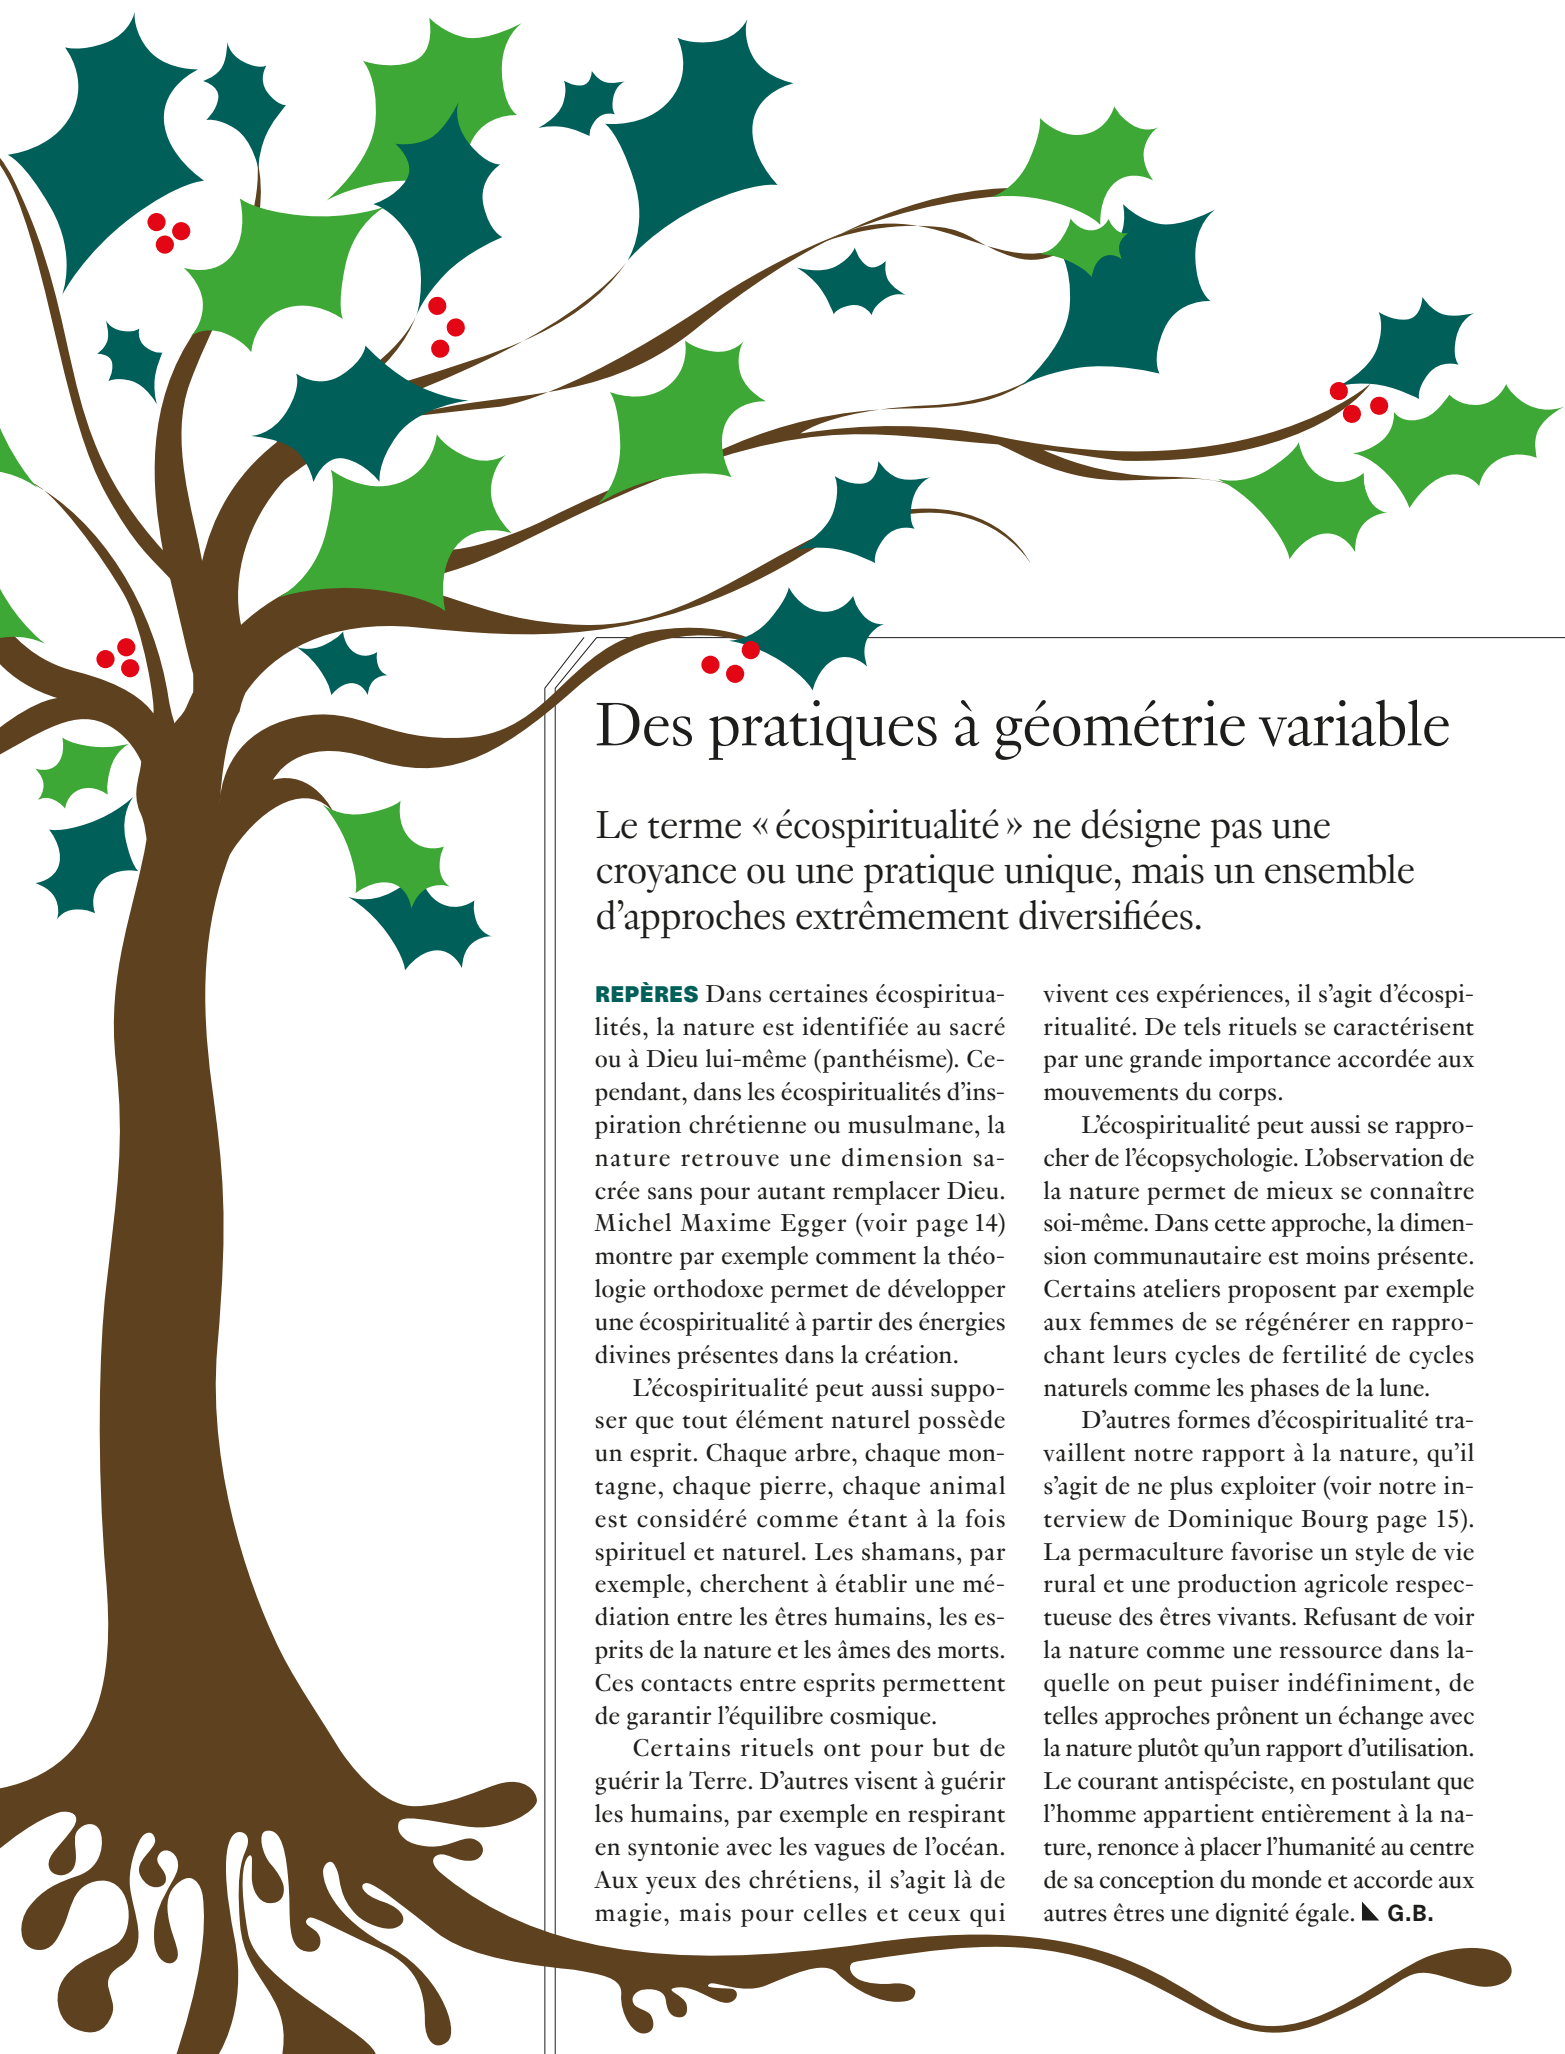 Des pratiques à géométrie variable
Le terme « écospiritualité » ne désigne pas une
croyance ou une pratique unique, mais un ensemble
d’approches extrêmement diversifiées.
REPÈRES Dans certaines écospiritua-
lités, la nature est identifiée au sacré
ou à Dieu lui-même (panthéisme). Ce-
pendant, dans les écospiritualités d’ins-
piration chrétienne ou musulmane, la
nature retrouve une dimension sa-
crée sans pour autant remplacer Dieu.
Michel Maxime Egger (voir page 14)
montre par exemple comment la théo-
logie orthodoxe permet de développer
une écospiritualité à partir des énergies
divines présentes dans la création.
L’écospiritualité peut aussi suppo-
ser que tout élément naturel possède
un esprit. Chaque arbre, chaque mon-
tagne, chaque pierre, chaque animal
est considéré comme étant à la fois
spirituel et naturel. Les shamans, par
exemple, cherchent à établir une mé-
diation entre les êtres humains, les es-
prits de la nature et les âmes des morts.
Ces contacts entre esprits permettent
de garantir l’équilibre cosmique.
Certains rituels ont pour but de
guérir la Terre. D’autres visent à guérir
les humains, par exemple en respirant
en syntonie avec les vagues de l’océan.
Aux yeux des chrétiens, il s’agit là de
magie, mais pour celles et ceux qui
vivent ces expériences, il s’agit d’écospi-
ritualité. De tels rituels se caractérisent
par une grande importance accordée aux
mouvements du corps.
L’écospiritualité peut aussi se rappro-
cher de l’écopsychologie. L’observation de
la nature permet de mieux se connaître
soi-même. Dans cette approche, la dimen-
sion communautaire est moins présente.
Certains ateliers proposent par exemple
aux femmes de se régénérer en rappro-
chant leurs cycles de fertilité de cycles
naturels comme les phases de la lune.
D’autres formes d’écospiritualité tra-
vaillent notre rapport à la nature, qu’il
s’agit de ne plus exploiter (voir notre in-
terview de Dominique Bourg page 15).
La permaculture favorise un style de vie
rural et une production agricole respec-
tueuse des êtres vivants. Refusant de voir
la nature comme une ressource dans la-
quelle on peut puiser indéfiniment, de
telles approches prônent un échange avec
la nature plutôt qu’un rapport d’utilisation.
Le courant antispéciste, en postulant que
l’homme appartient entièrement à la na-
ture, renonce à placer l’humanité au centre
de sa conception du monde et accorde aux
autres êtres une dignité égale. G.B.